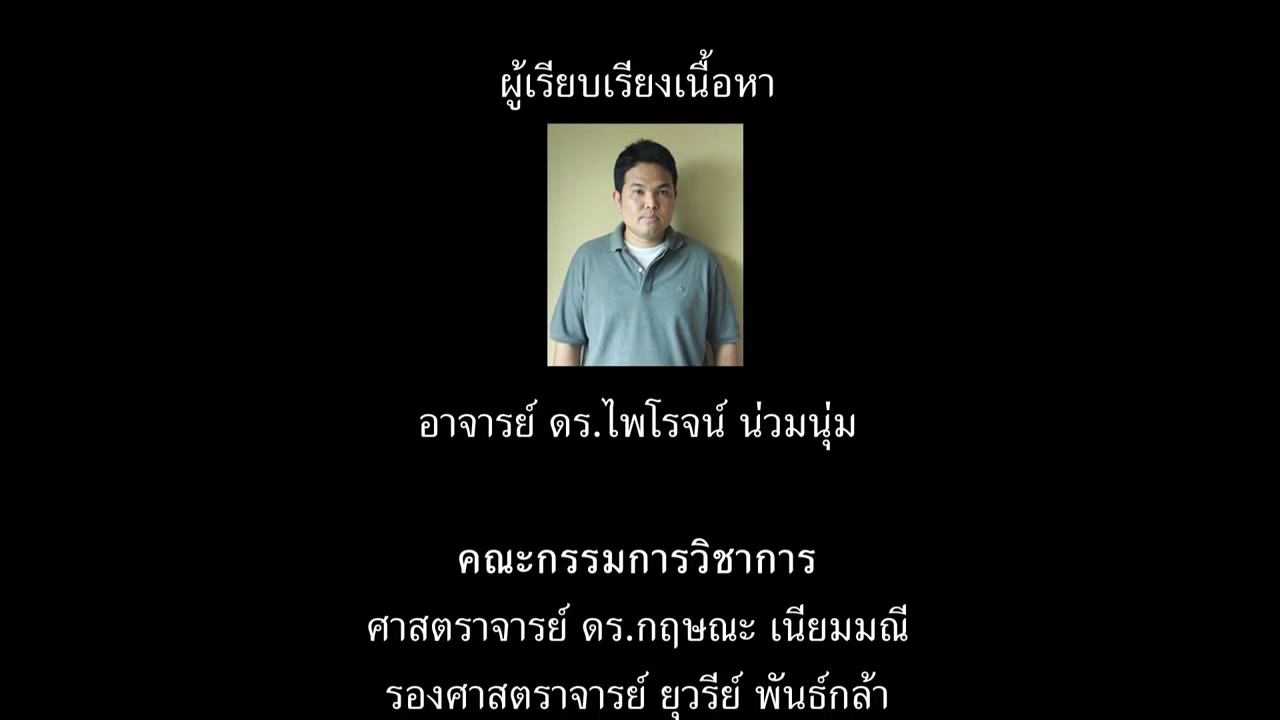 ผู้เรียบเรียงเนื้อหา
อาจารย์ ดร.ไพโรจน์ น่วมนุ่ม
คณะกรรมการวิชาการ
ศาสตราจารย์ ดร.กฤษณะ เนียมมณี
รองศาสตราจารย์ ยุวรีย์ พันธ์กล้า